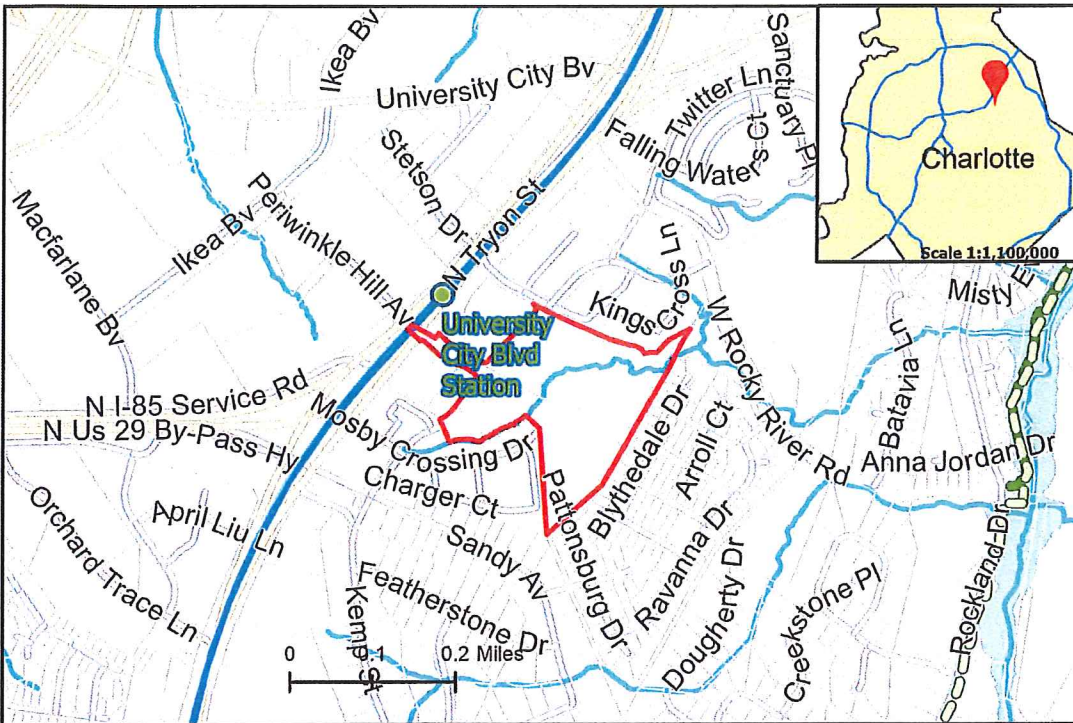 Ikea Bv
University City Bv
Twitter Ln
Sanctuary Pl
Falling Waters Ct
Stetson Dr
N Tryon St
Periwinkle Hill Av
Ikea Bv
Macfarlane Bv
Charlotte
Scale 1:1,100,000
Misty
Kings Cross Ln
W Rocky River Rd
University
City Blvd
Station
Batavia Ln
N I-85 Service Rd
N Us 29 By-Pass Hy
Mosby Crossing Dr
Charger Ct
Blythedale Dr
Arroll Ct
Anna Jordan Dr
Orchard Trace Ln
April Liu Ln
Sandy Av
Pattonsburg Dr
Ravanna Dr
Dougherty Dr
Featherstone Dr
Kemp St
Creekstone Pl
Rockland Dr
0 .1 0.2 Miles